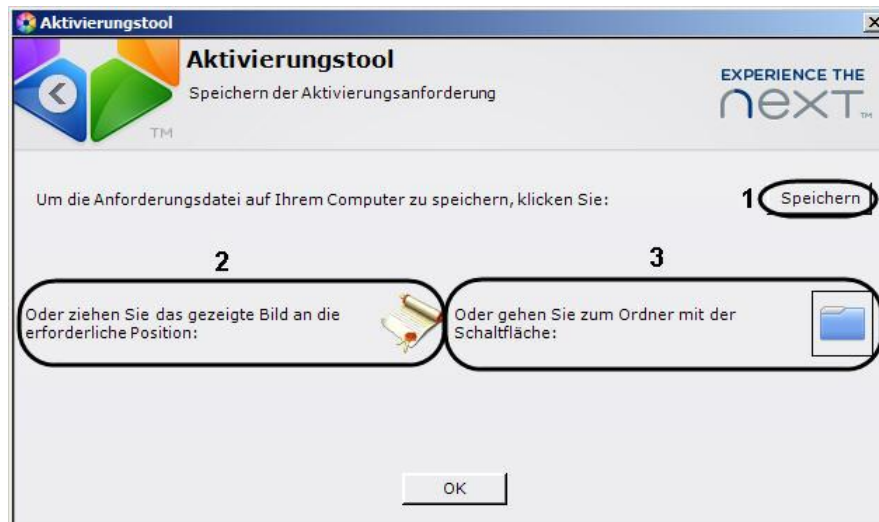 Aktivierungstool
Aktivierungstool
Speichern der Aktivierungsanforderung
EXPERIENCE THE
next™
TM
Um die Anforderungsdatei auf Ihrem Computer zu speichern, klicken Sie:
1
Speichern
2
3
Oder ziehen Sie das gezeigte Bild an die
erforderliche Position:
Oder gehen Sie zum Ordner mit der
Schaltfläche:
OK